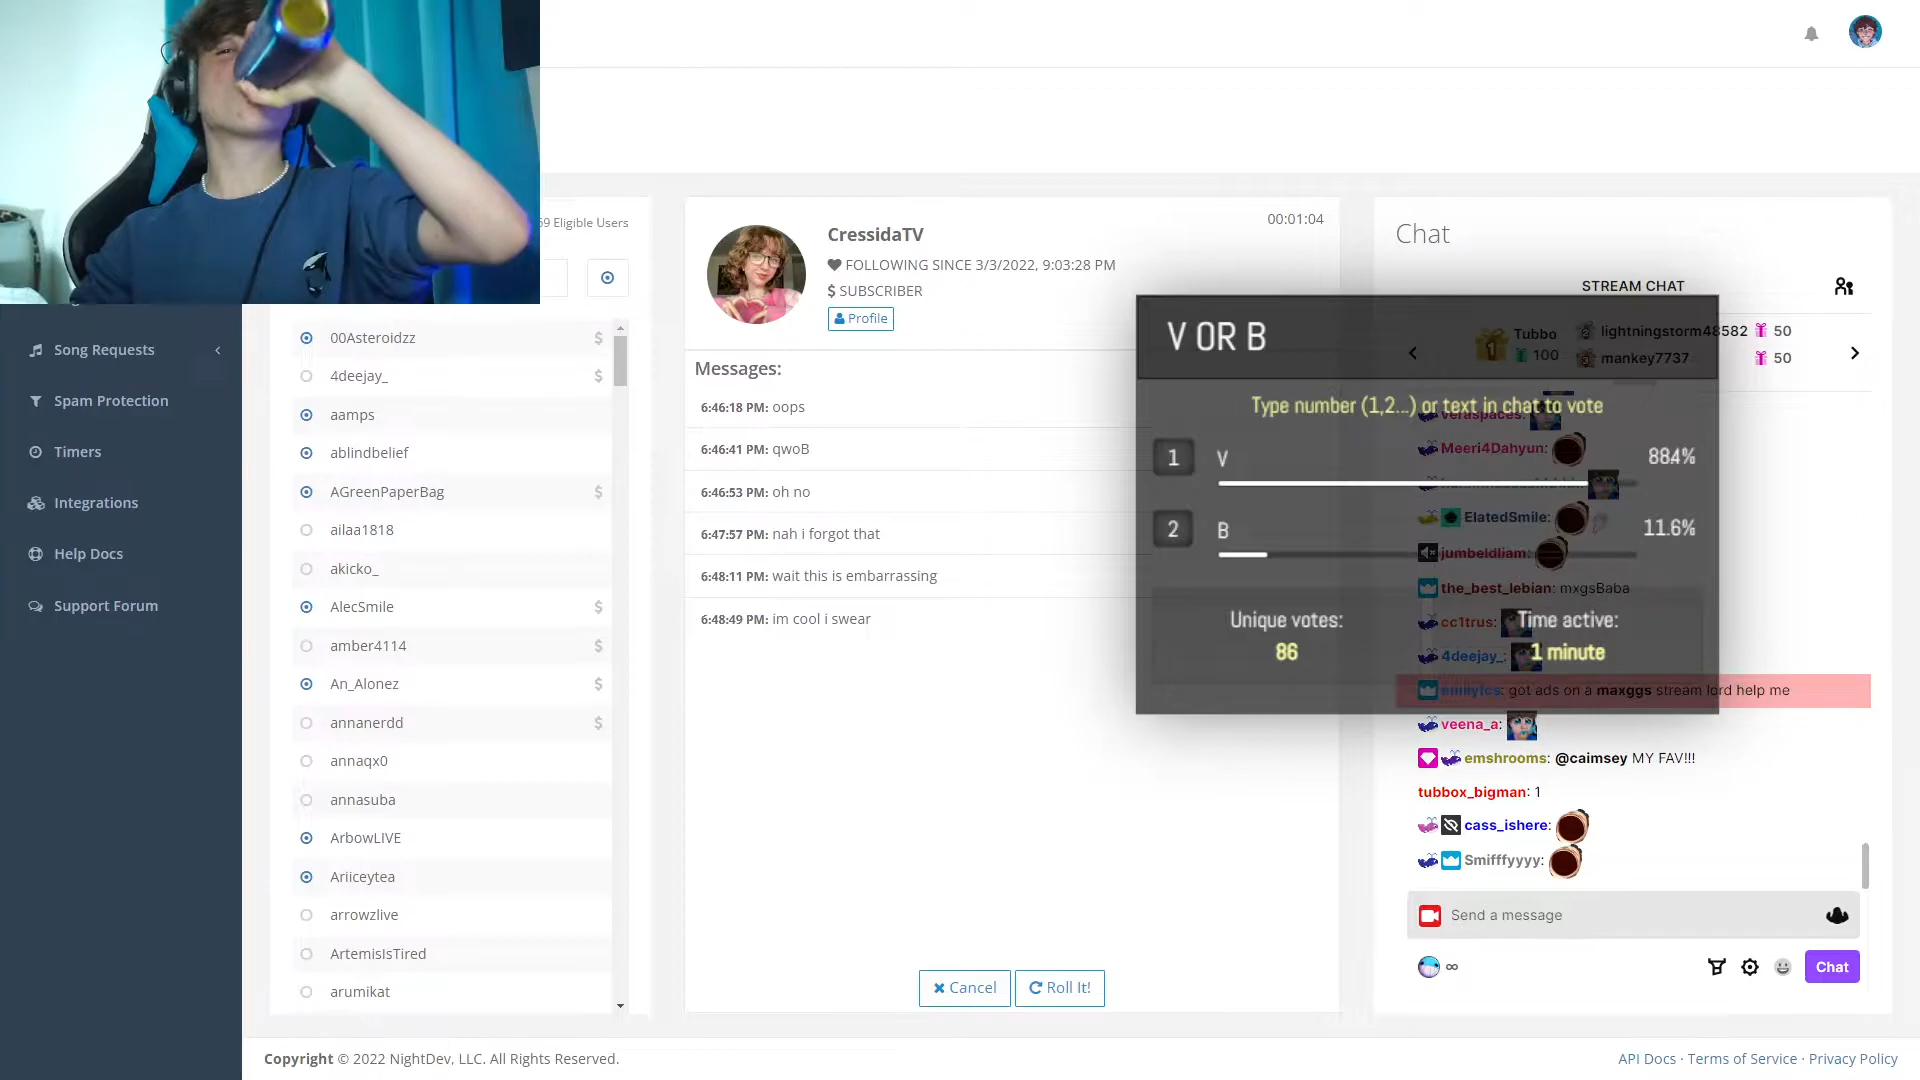 59 Eligible Users
Song Requests
Spam Protection
Timers
Integrations
Help Docs
Support Forum
00Asteroidzz $
4deejay_ $
aamps
ablindbelief
AGreenPaperBag $
ailaa1818
akicko_
AlecSmile $
amber4114 $
An_Alonez $
annanerdd $
annaqx0
annasuba
ArbowLIVE
Ariiceytea
arrowzlive
ArtemisIsTired
arumikat
CressidaTV
00:01:04
FOLLOWING SINCE 3/3/2022, 9:03:28 PM
$ SUBSCRIBER
Profile
Messages:
6:46:18 PM: oops
6:46:41 PM: qwoB
6:46:53 PM: oh no
6:47:57 PM: nah i forgot that
6:48:11 PM: wait this is embarrassing
6:48:49 PM: im cool i swear
Cancel
Roll It!
V OR B
Type number (1,2...) or text in chat to vote
1 V 88.4%
2 B 11.6%
Unique votes:
86
Time active:
1 minute
Chat
STREAM CHAT
1 Tubbo 100
2 lightningstorm48582 50
3 mankey7737 50
veraspaces:
Meeri4Dahyun:
ElatedSmile:
jumbeldliam:
the_best_lebian: mxgsBaba
cc1trus:
4deejay_:
got ads on a maxggs stream lord help me
veena_a:
emshrooms: @caimsey MY FAV!!!
tubbox_bigman: 1
cass_ishere:
Smifffyyyy:
Send a message
∞
Chat
Copyright © 2022 NightDev, LLC. All Rights Reserved.
API Docs · Terms of Service · Privacy Policy